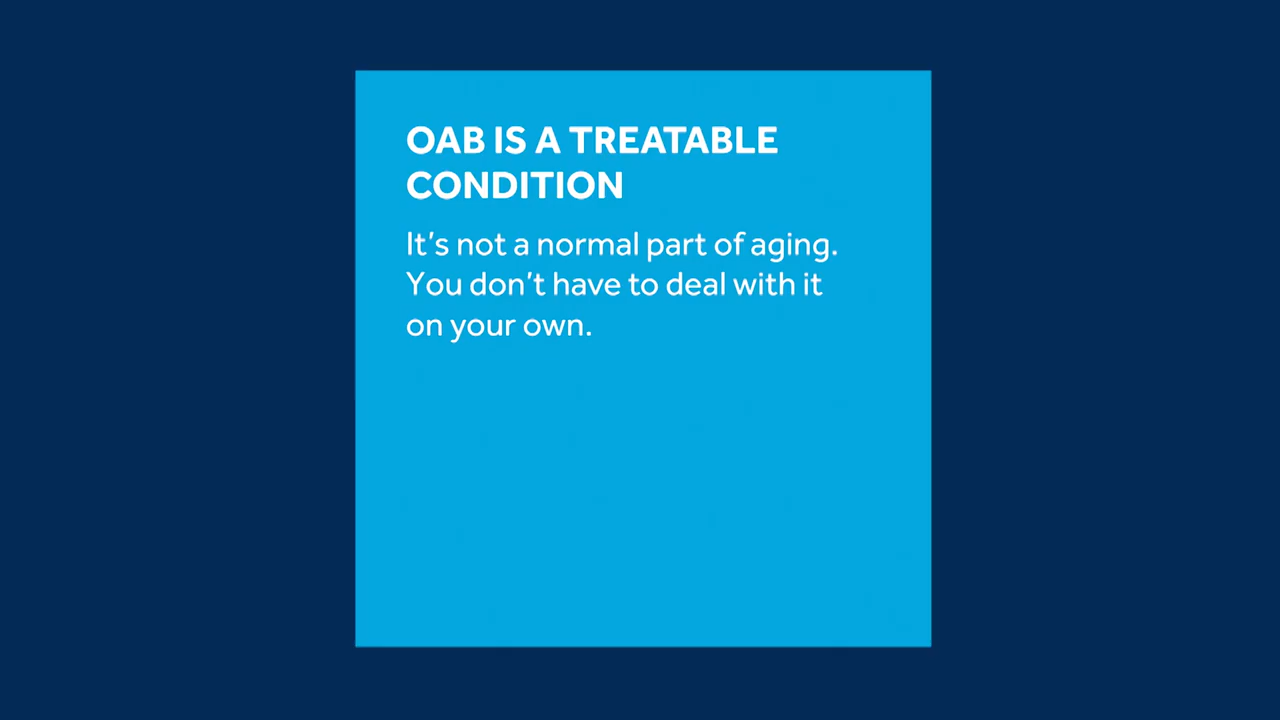 OAB IS A TREATABLE
CONDITION
It's not a normal part of aging.
You don't have to deal with it
on your own.